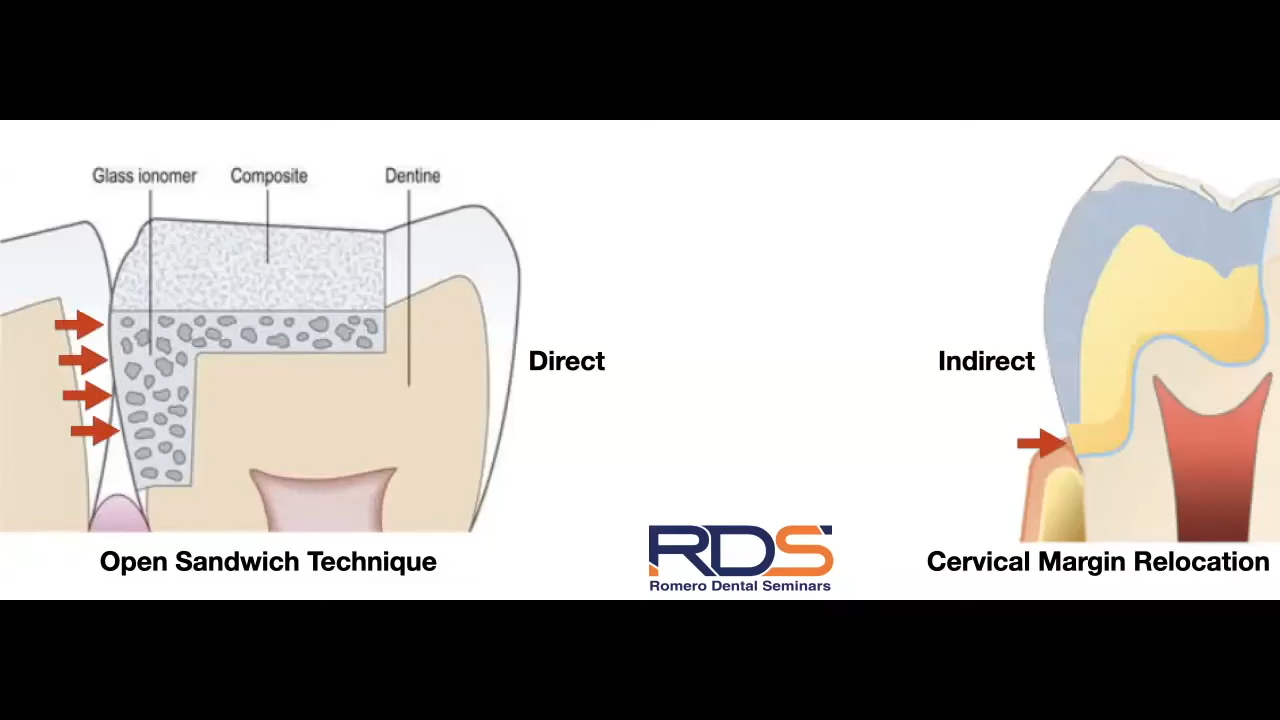 Glass ionomer
Composite
Dentine
Direct
Indirect
Open Sandwich Technique
RDS
Romero Dental Seminars
Cervical Margin Relocation